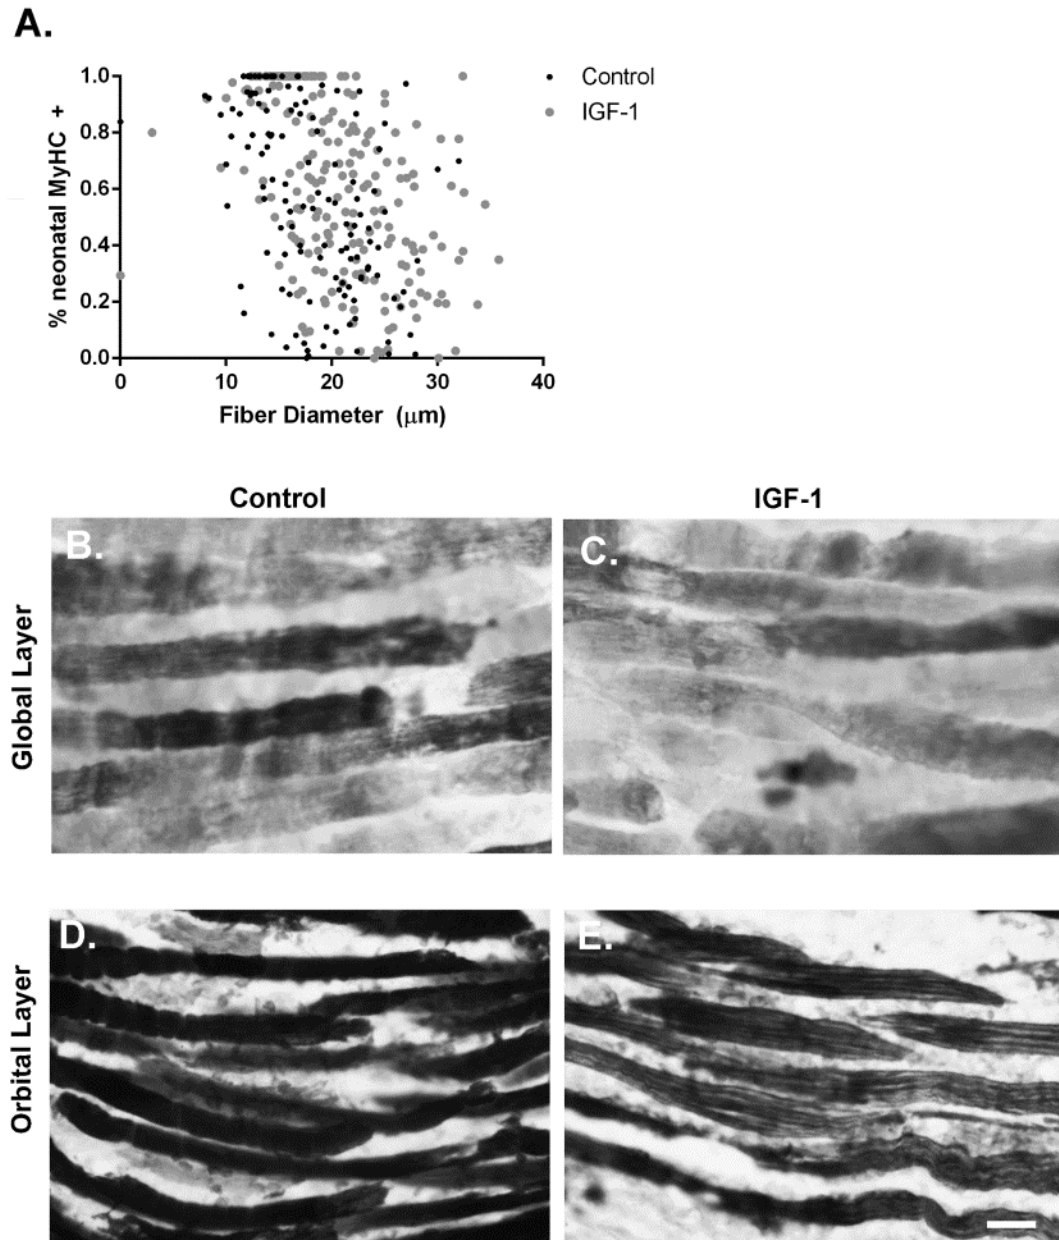 A.
1.0
0.8
0.6
0.4
0.2
0.0
% neonatal MyHC +
0 10 20 30 40
Fiber Diameter (μm)
Control
IGF-1
Control IGF-1
Global Layer
B. C.
Orbital Layer
D. E.